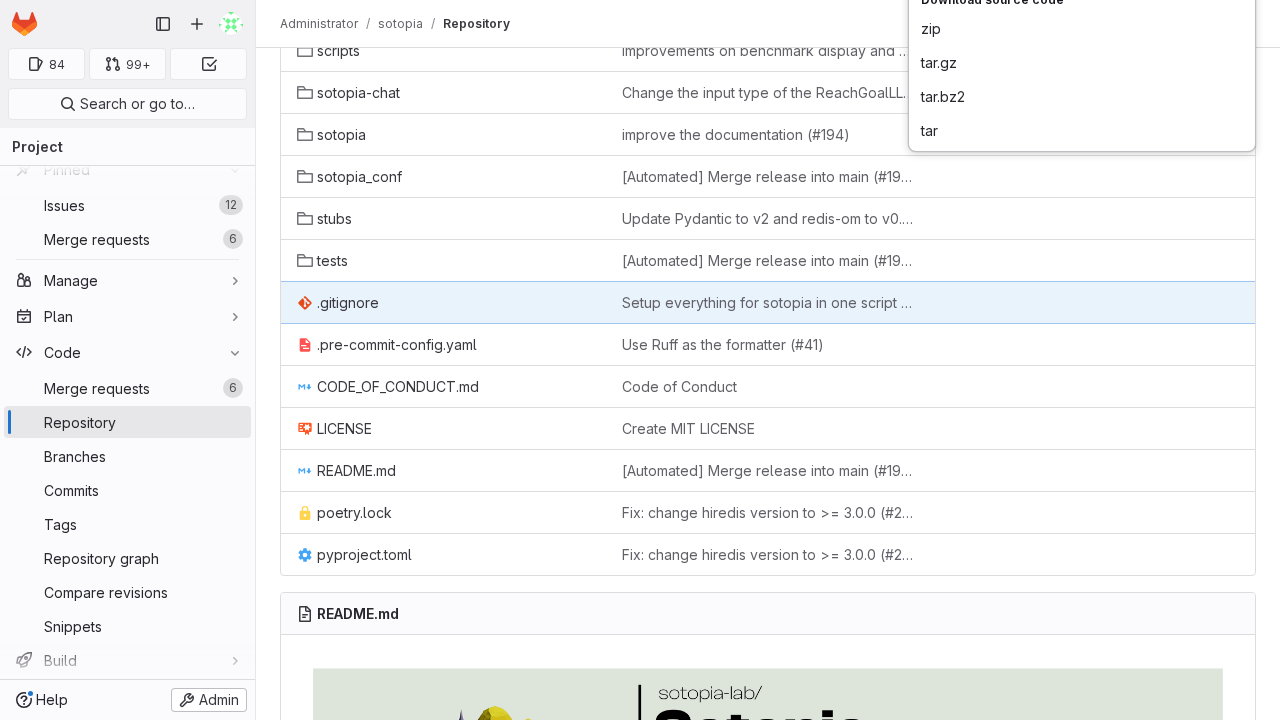 Administrator / sotopia / Repository
Download source code
zip
tar.gz
tar.bz2
tar
84
99+
Search or go to…
Project
Pinned
Issues 12
Merge requests 6
Manage
Plan
Code
Merge requests 6
Repository
Branches
Commits
Tags
Repository graph
Compare revisions
Snippets
Build
Help
Admin
scripts improvements on benchmark display and …
sotopia-chat Change the input type of the ReachGoalLL…
sotopia improve the documentation (#194)
sotopia_conf [Automated] Merge release into main (#19…
stubs Update Pydantic to v2 and redis-om to v0.…
tests [Automated] Merge release into main (#19…
.gitignore Setup everything for sotopia in one script …
.pre-commit-config.yaml Use Ruff as the formatter (#41)
CODE_OF_CONDUCT.md Code of Conduct
LICENSE Create MIT LICENSE
README.md [Automated] Merge release into main (#19…
poetry.lock Fix: change hiredis version to >= 3.0.0 (#2…
pyproject.toml Fix: change hiredis version to >= 3.0.0 (#2…
README.md
sotopia-lab/
Sotopia